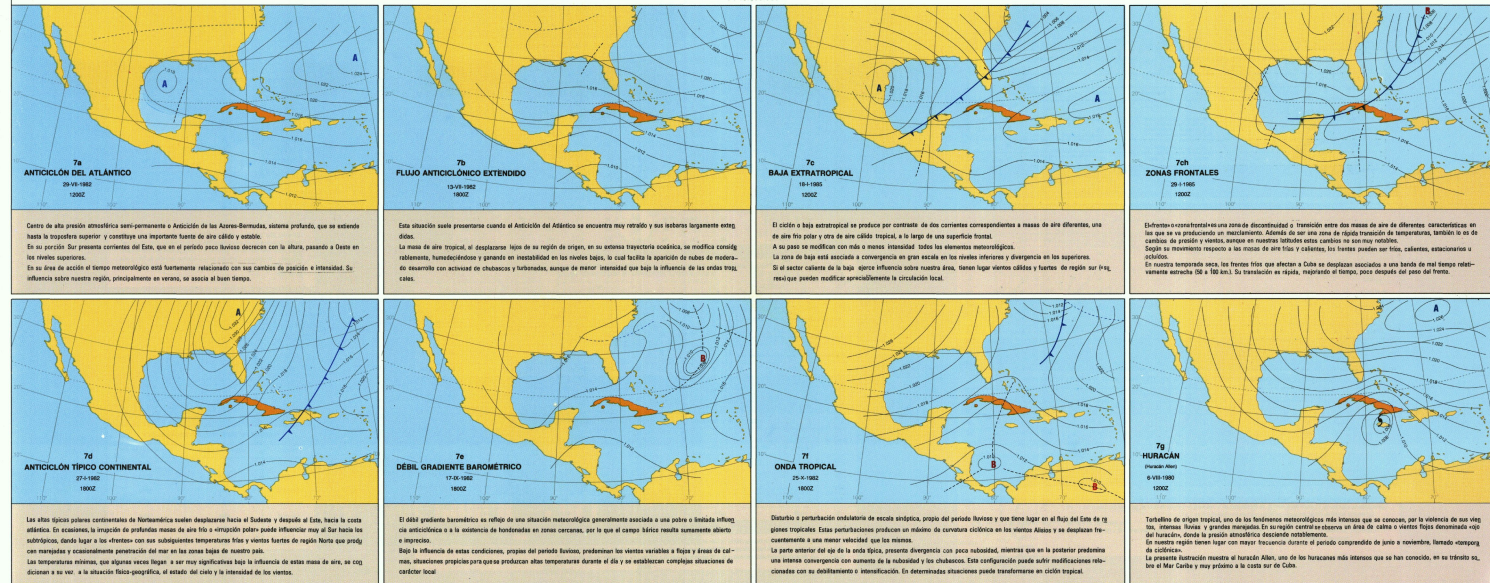 7a
ANTICICLÓN DEL ATLÁNTICO
29-VII-1982
1200Z
Centro de alta presión atmosférica semi-permanente o Anticiclón de las Azores-Bermudas, sistema profundo, que se extiende
hasta la troposfera superior y constituye una importante fuente de aire cálido y estable.
En su porción Sur presenta corrientes del Este, que en el período poco lluvioso decrecen con la altura, pasando a Oeste en
los niveles superiores.
En su área de acción el tiempo meteorológico está fuertemente relacionado con sus cambios de posición e intensidad. Su
influencia sobre nuestra región, principalmente en verano, se asocia al buen tiempo.
7b
FLUJO ANTICICLÓNICO EXTENDIDO
13-VII-1982
1800Z
Esta situación suele presentarse cuando el Anticiclón del Atlántico se encuentra muy retraído y sus isobaras largamente exten
didas.
La masa de aire tropical, al desplazarse lejos de su región de origen, en su extensa trayectoria oceánica, se modifica consid
rablemente, humedeciéndose y ganando en inestabilidad en los niveles bajos, lo cual facilita la aparición de nubes de modera-
do desarrollo con actividad de chubascos y turbonadas, aunque de menor intensidad que bajo la influencia de las ondas trop
cales.
7c
BAJA EXTRATROPICAL
18-I-1985
1200Z
El ciclón o baja extratropical se produce por contraste de dos corrientes correspondientes a masas de aire diferentes, una
de aire frío polar y otra de aire cálido tropical, a lo largo de una superficie frontal.
A su paso se modifican con más o menos intensidad todos los elementos meteorológicos.
La zona de baja está asociada a convergencia en gran escala en los niveles inferiores y divergencia en los superiores.
Si el sector caliente de la baja ejerce influencia sobre nuestra área, tienen lugar vientos cálidos y fuertes de región sur («su
res») que pueden modificar apreciablemente la circulación local.
7ch
ZONAS FRONTALES
29-I-1985
1200Z
El«frente» o «zona frontal» es una zona de discontinuidad o transición entre dos masas de aire de diferentes características en
las que se va produciendo un mezclamiento. Además de ser una zona de rápida transición de temperaturas, también lo es de
cambios de presión y vientos, aunque en nuestras latitudes estos cambios no son muy notables.
Según su movimiento respecto a las masas de aire frías y calientes, los frentes pueden ser fríos, calientes, estacionarios u
ocluídos.
En nuestra temporada seca, los frentes fríos que afectan a Cuba se desplazan asociados a una banda de mal tiempo relati-
vamente estrecha (50 a 100 km.). Su translación es rápida, mejorando el tiempo, poco después del paso del frente.
7d
ANTICICLÓN TÍPICO CONTINENTAL
27-I-1982
1800Z
Las altas típicas polares continentales de Norteamérica suelen desplazarse hacia el Sudeste y después al Este, hacia la costa
atlántica. En ocasiones, la irrupción de profundas masas de aire frío o «irrupción polar» puede influenciar muy al Sur hacia los
subtrópicos, dando lugar a los «frentes» con sus subsiguientes temperaturas frías y vientos fuertes de región Norte que prody
cen marejadas y ocasionalmente penetración del mar en las zonas bajas de nuestro país.
Las temperaturas mínimas, que algunas veces llegan a ser muy significativas bajo la influencia de estas masa de aire, se con
dicionan a su vez a la situación físico-geográfica, el estado del cielo y la intensidad de los vientos.
7e
DÉBIL GRADIENTE BAROMÉTRICO
17-IX-1982
1800Z
El débil gradiente barométrico es reflejo de una situación meteorológica generalmente asociada a una pobre o limitada influen
cia anticiclónica o a la existencia de hondonadas en zonas cercanas, por lo que el campo bárico resulta sumamente abierto
e impreciso.
Bajo la influencia de estas condiciones, propias del período lluvioso, predominan los vientos variables a flojos y áreas de cal-
mas, situaciones propicias para que se produzcan altas temperaturas durante el día y se establezcan complejas situaciones de
carácter local
7f
ONDA TROPICAL
25-X-1982
1800Z
Disturbio o perturbación ondulatoria de escala sinóptica, propio del período lluvioso y que tiene lugar en el flujo del Este de re
giones tropicales Estas perturbaciones producen un máximo de curvatura ciclónica en los vientos Alisios y se desplazan fre-
cuentemente a una menor velocidad que los mismos.
La parte anterior del eje de la onda típica, presenta divergencia con poca nubosidad, mientras que en la posterior predomina
una intensa convergencia con aumento de la nubosidad y los chubascos. Esta configuración puede sufrir modificaciones rela-
cionadas con su debilitamiento o intensificación. En determinadas situaciones puede transformarse en ciclón tropical.
7g
HURACÁN
(Huracán Allen)
6-VIII-1980
1200Z
Torbellino de origen tropical, uno de los fenómenos meteorológicos más intensos que se conocen, por la violencia de sus vien
tos, intensas lluvias y grandes marejadas. En su región central se observa un área de calma o vientos flojos denominada «ojo
del huracán», donde la presión atmosférica desciende notablemente.
En nuestra región tienen lugar con mayor frecuencia durante el período comprendido de junio a noviembre, llamado «tempora
da ciclónica».
La presente ilustración muestra el huracán Allen, uno de los huracanes más intensos que se han conocido, en su tránsito so
bre el Mar Caribe y muy próximo a la costa sur de Cuba.